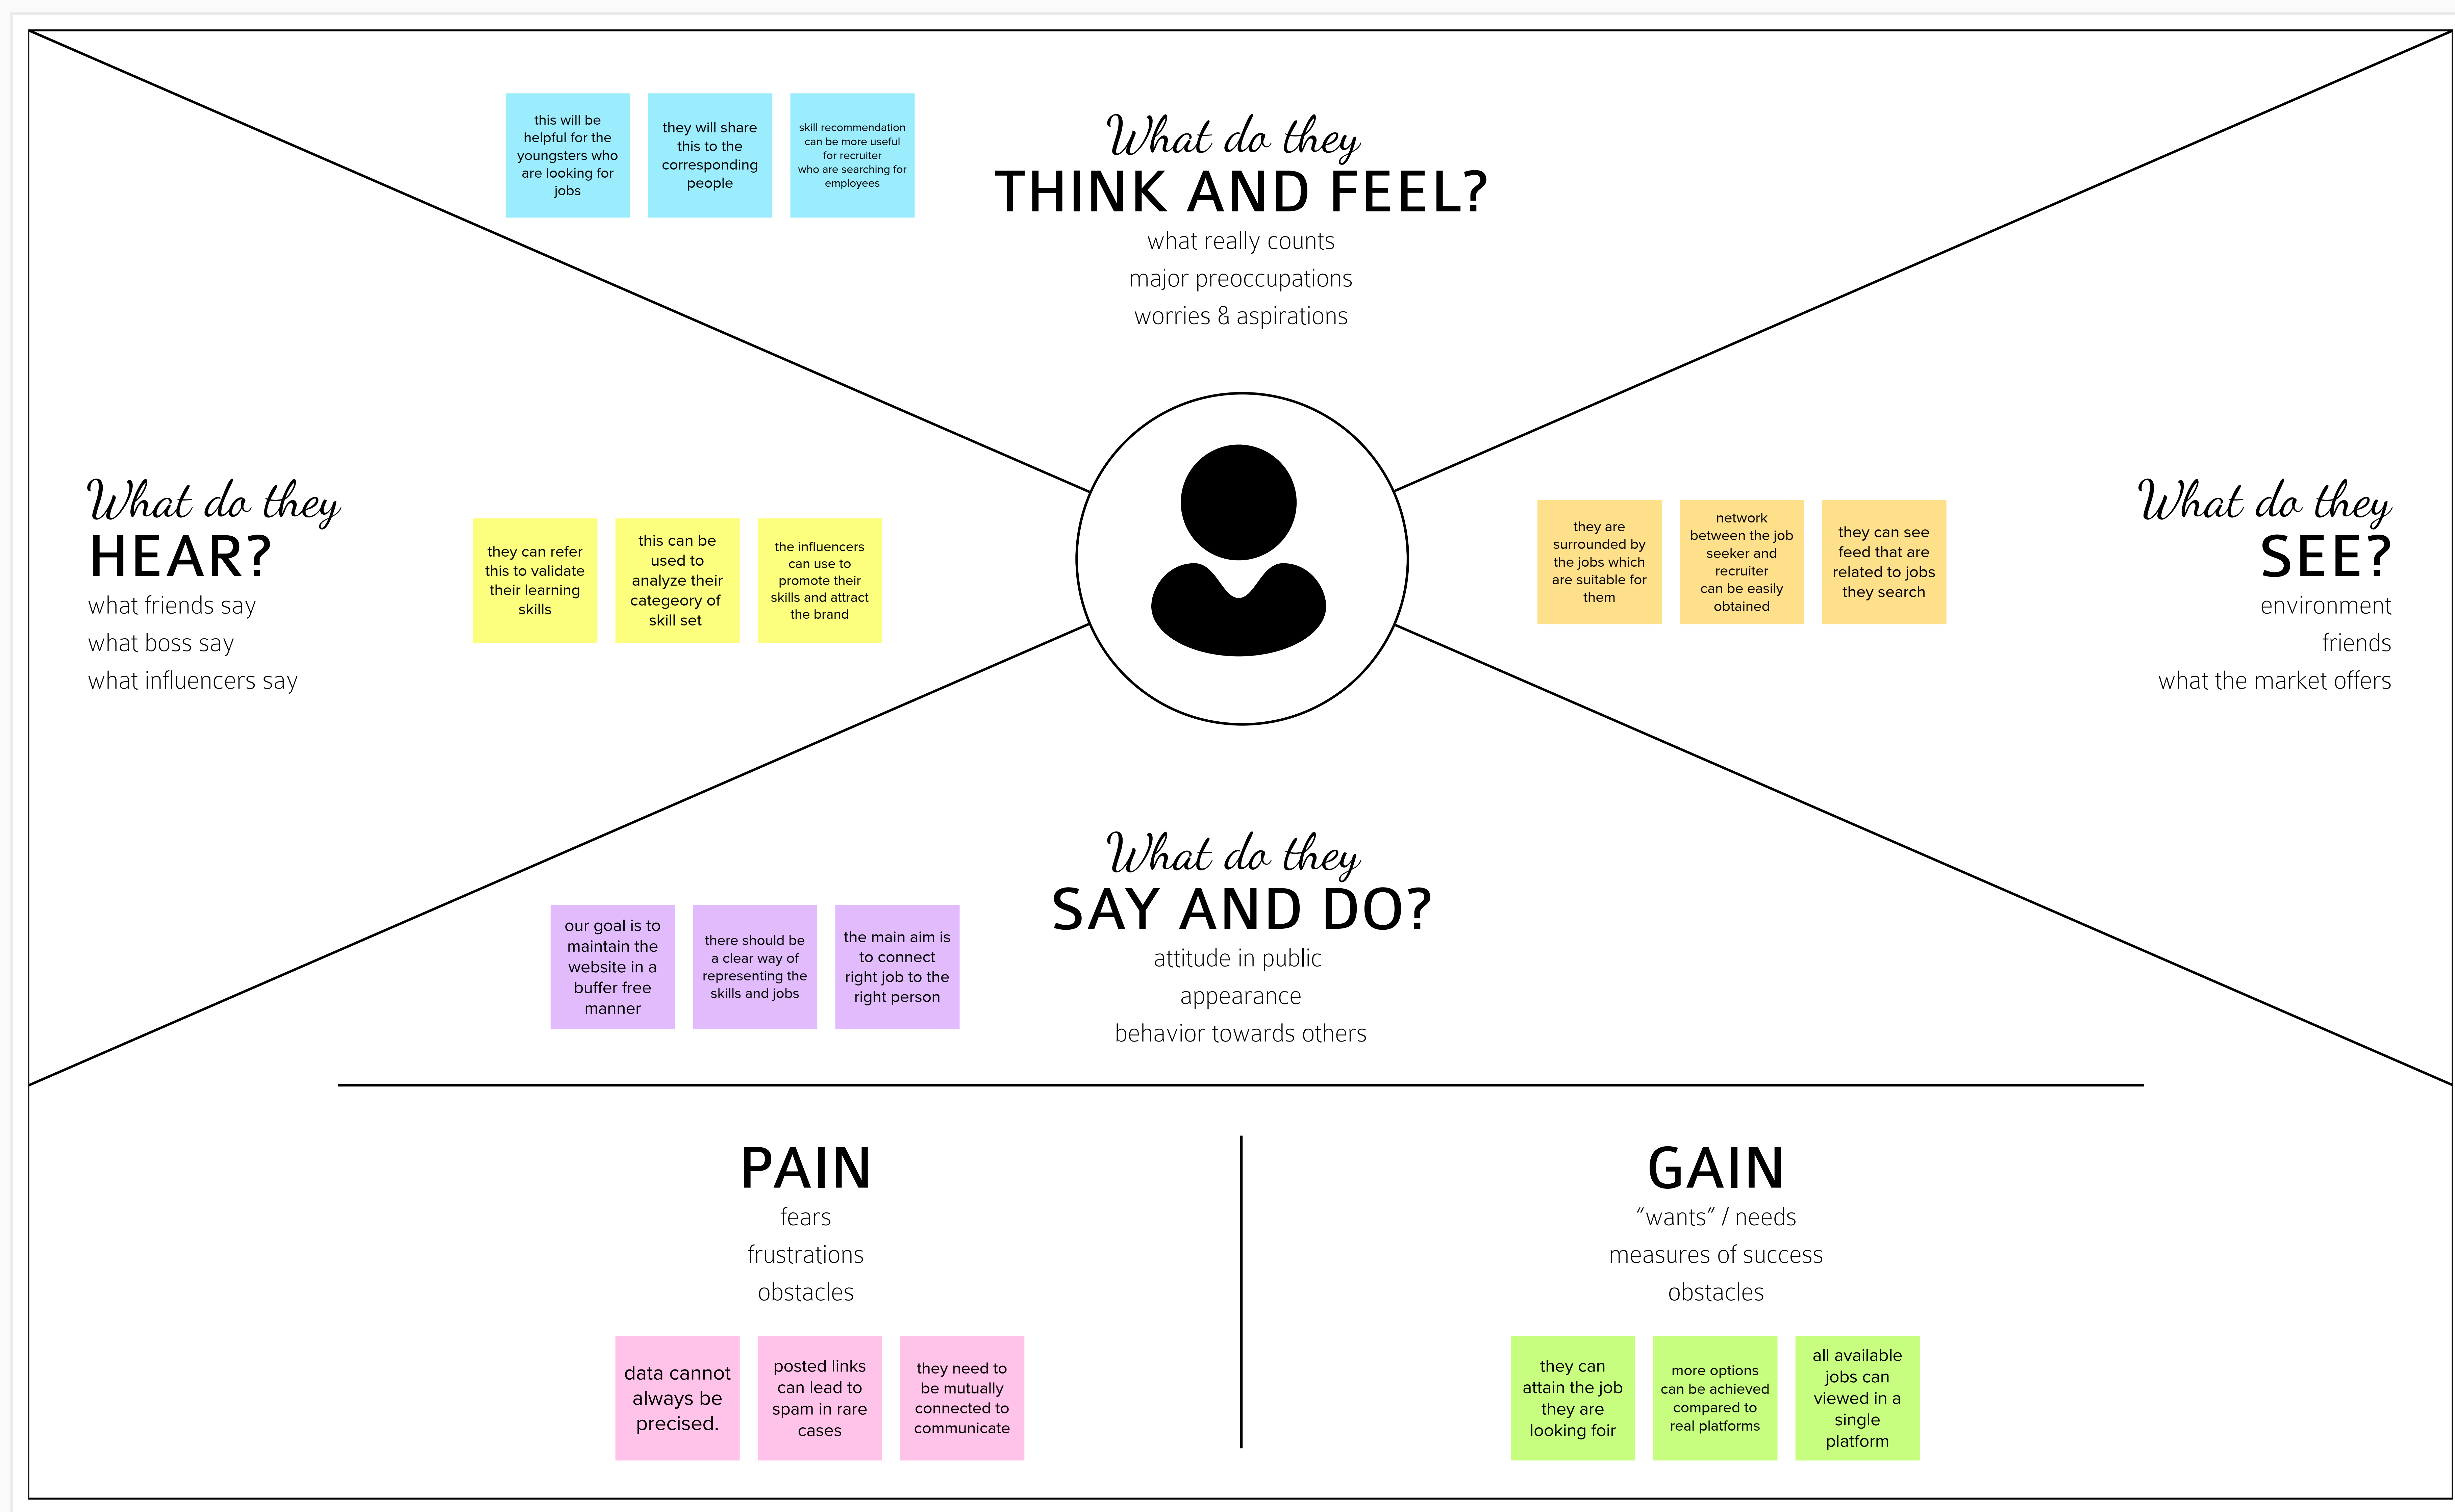 this will be
helpful for the
youngsters who
are looking for
jobs
they will share
this to the
corresponding
people
skill recommendation
can be more useful
for recruiter
who are searching for
employees
What do they
THINK AND FEEL?
what really counts
major preoccupations
worries & aspirations
What do they
HEAR?
what friends say
what boss say
what influencers say
they can refer
this to validate
their learning
skills
this can be
used to
analyze their
categeory of
skill set
the influencers
can use to
promote their
skills and attract
the brand
they are
surrounded by
the jobs which
are suitable for
them
network
between the job
seeker and
recruiter
can be easily
obtained
they can see
feed that are
related to jobs
they search
What do they
SEE?
environment
friends
what the market offers
What do they
SAY AND DO?
attitude in public
appearance
behavior towards others
our goal is to
maintain the
website in a
buffer free
manner
there should be
a clear way of
representing the
skills and jobs
the main aim is
to connect
right job to the
right person
PAIN
fears
frustrations
obstacles
data cannot
always be
precised.
posted links
can lead to
spam in rare
cases
they need to
be mutually
connected to
communicate
GAIN
“wants” / needs
measures of success
obstacles
they can
attain the job
they are
looking foir
more options
can be achieved
compared to
real platforms
all available
jobs can
viewed in a
single
platform